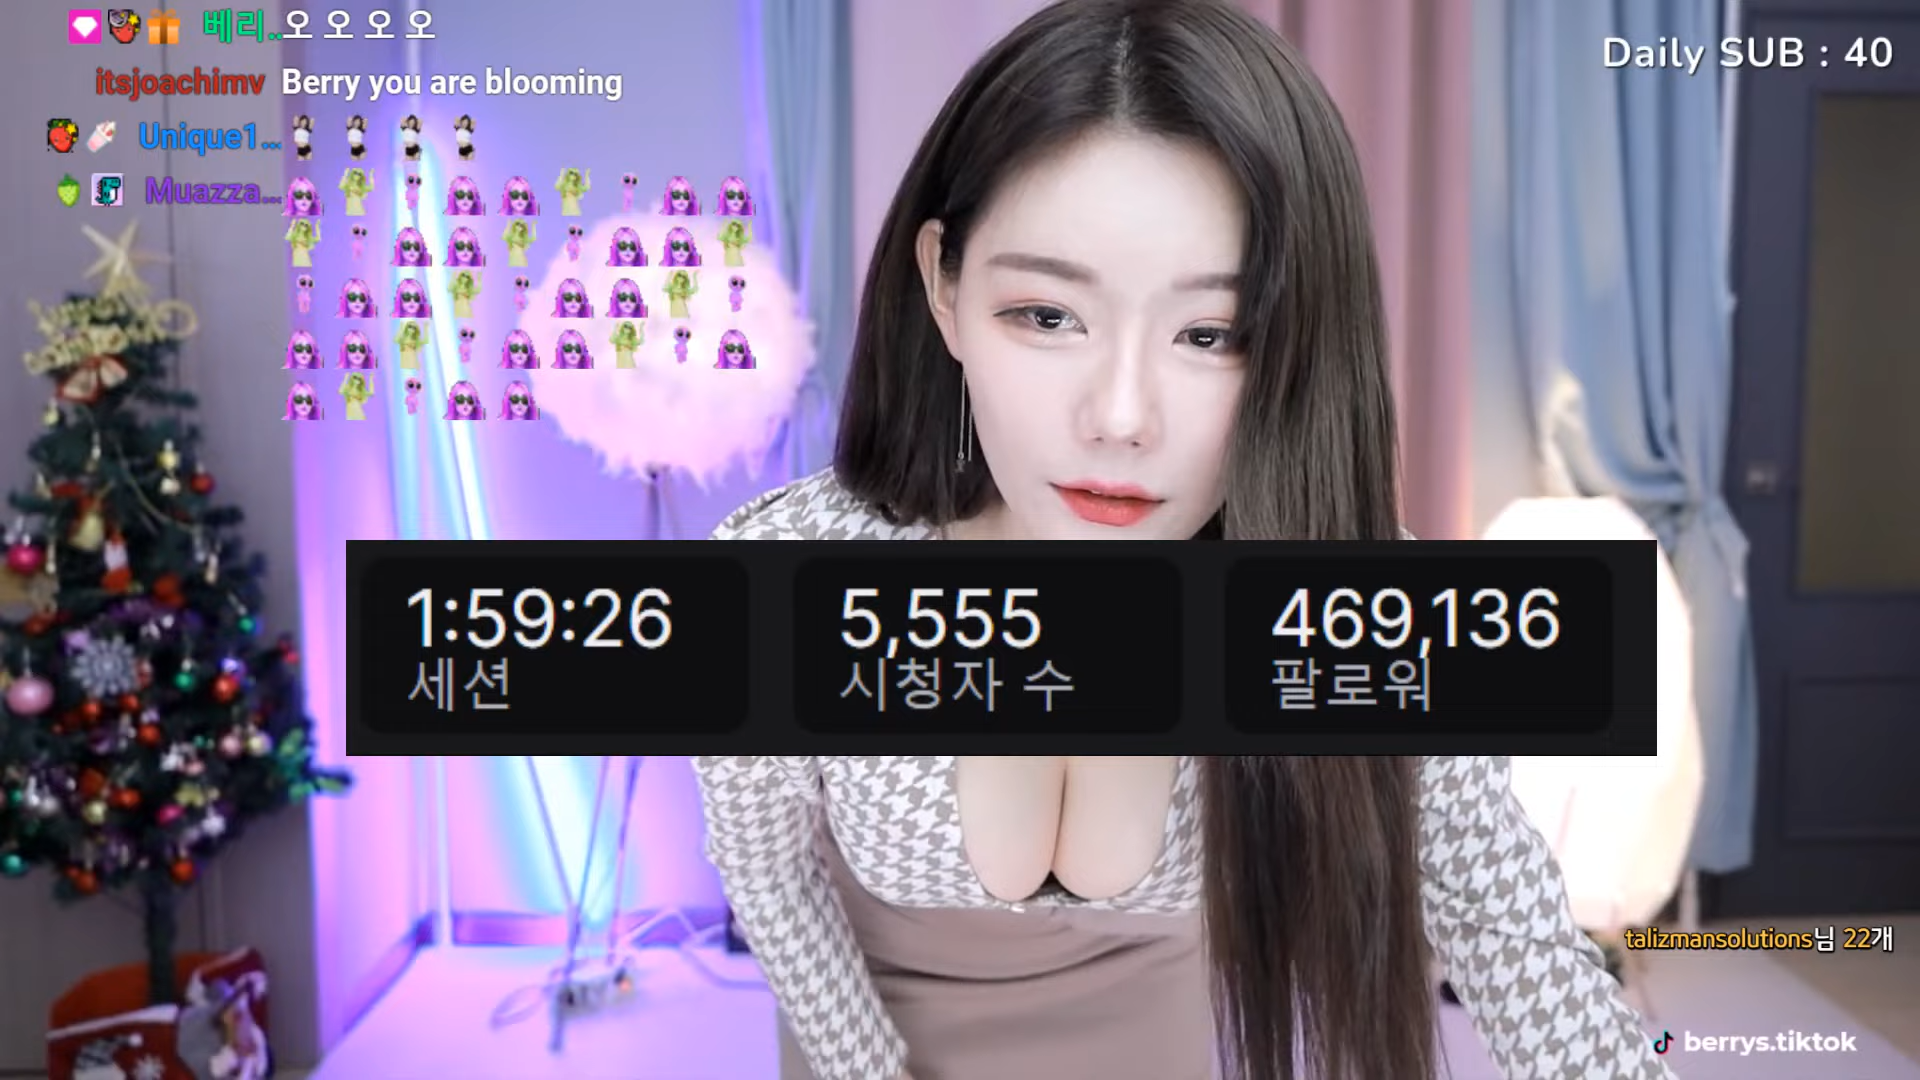 베리..오 오 오 오
itsjoachimv Berry you are blooming
Unique1...
Muazza...
Daily SUB : 40
1:59:26
세션
5,555
시청자 수
469,136
팔로워
talizmansolutions님 22개
berrys.tiktok